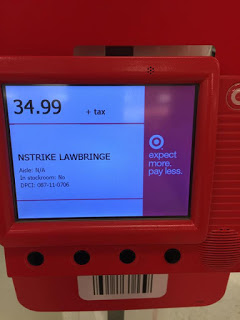 34.99 + tax
NSTRIKE LAWBRINGE
Aisle: N/A
In stockroom: No
DPCI: 087-11-0706
expect
more.
pay less.